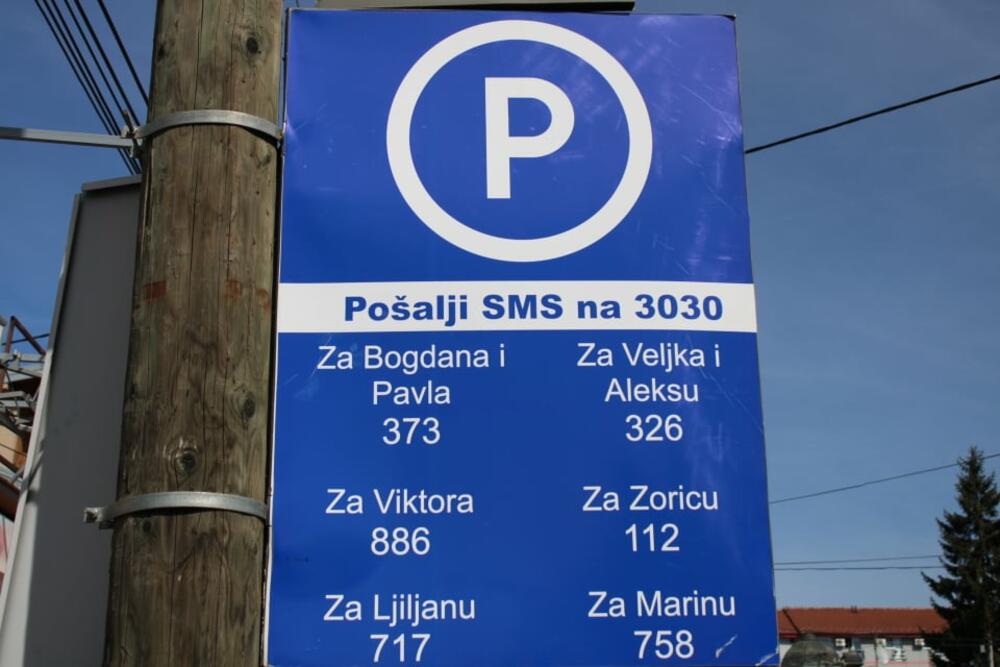 P
Pošalji SMS na 3030
Za Bogdana i
Pavla
373
Za Veljka i
Aleksu
326
Za Viktora
886
Za Zoricu
112
Za Ljiljanu
717
Za Marinu
758